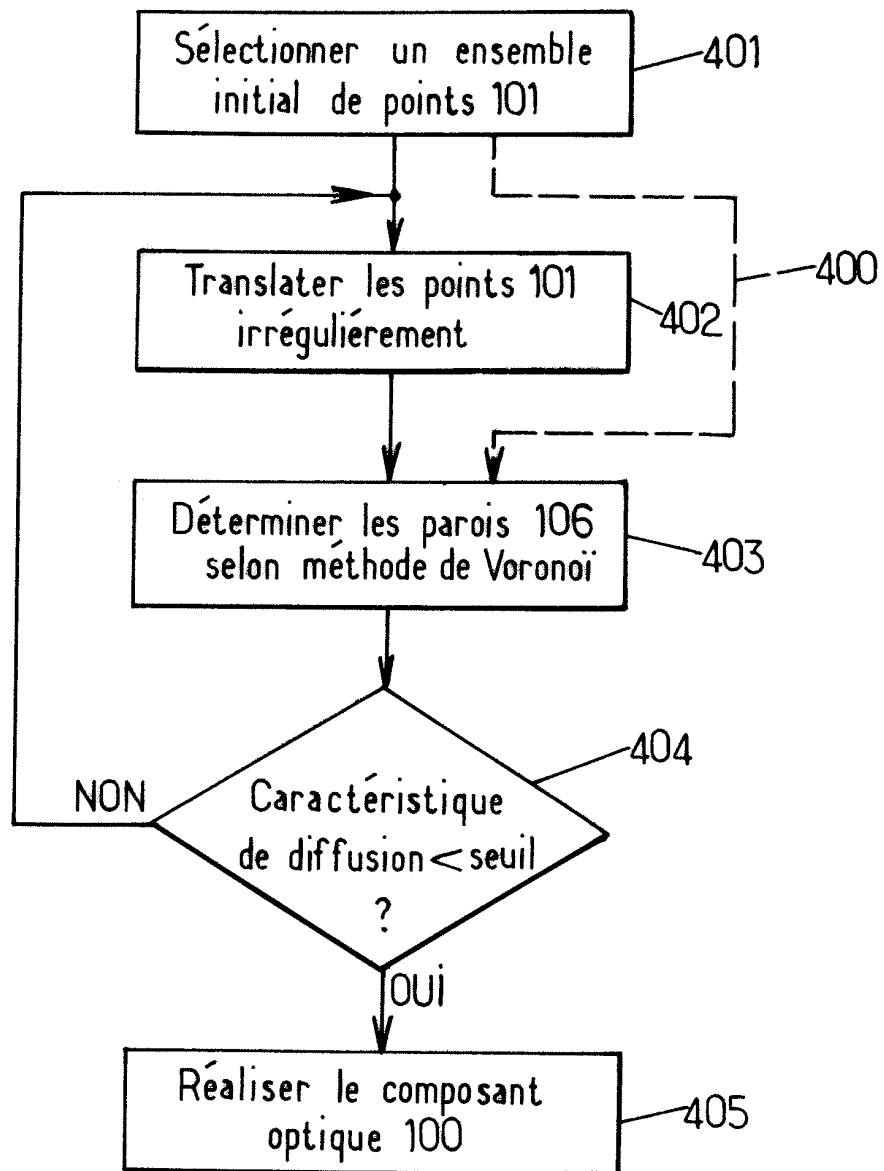 Sélectionner un ensemble
initial de points 101
401
400
Translater les points 101
irréguliérement
402
Déterminer les parois 106
selon méthode de Voronoï
403
404
NON
Caractéristique
de diffusion < seuil
?
OUi
Réaliser le composant
optique 100
405